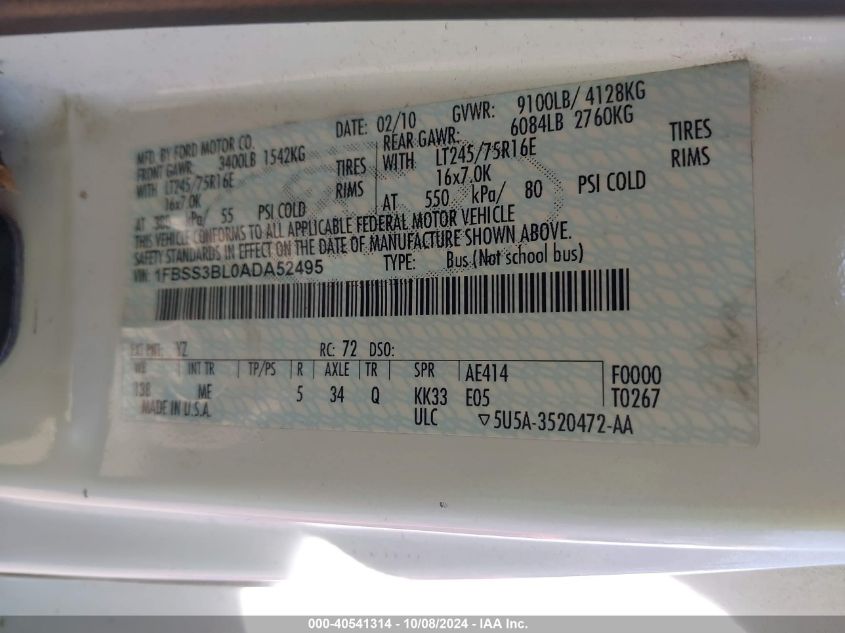 MFD. BY FORD MOTOR CO.
DATE: 02/10 GVWR: 9100LB/ 4128KG
FRONT GAWR: 3400LB 1542KG
REAR GAWR: 6084LB 2760KG
WITH LT245/75R16E TIRES
WITH LT245/75R16E TIRES
16x7.0K RIMS
16x7.0K RIMS
AT kPa/ 55 PSI COLD
AT 550 kPa/ 80 PSI COLD
THIS VEHICLE CONFORMS TO ALL APPLICABLE FEDERAL MOTOR VEHICLE
SAFETY STANDARDS IN EFFECT ON THE DATE OF MANUFACTURE SHOWN ABOVE.
VIN: 1FBSS3BL0ADA52495 TYPE: Bus (Not school bus)
EXT PNT: YZ RC: 72 DSO:
WB INT TR TP/PS R AXLE TR SPR AE414 F0000
138 ME 5 34 Q KK33 E05 T0267
MADE IN U.S.A. ULC ▽5U5A-3520472-AA
000-40541314 - 10/08/2024 - IAA Inc.